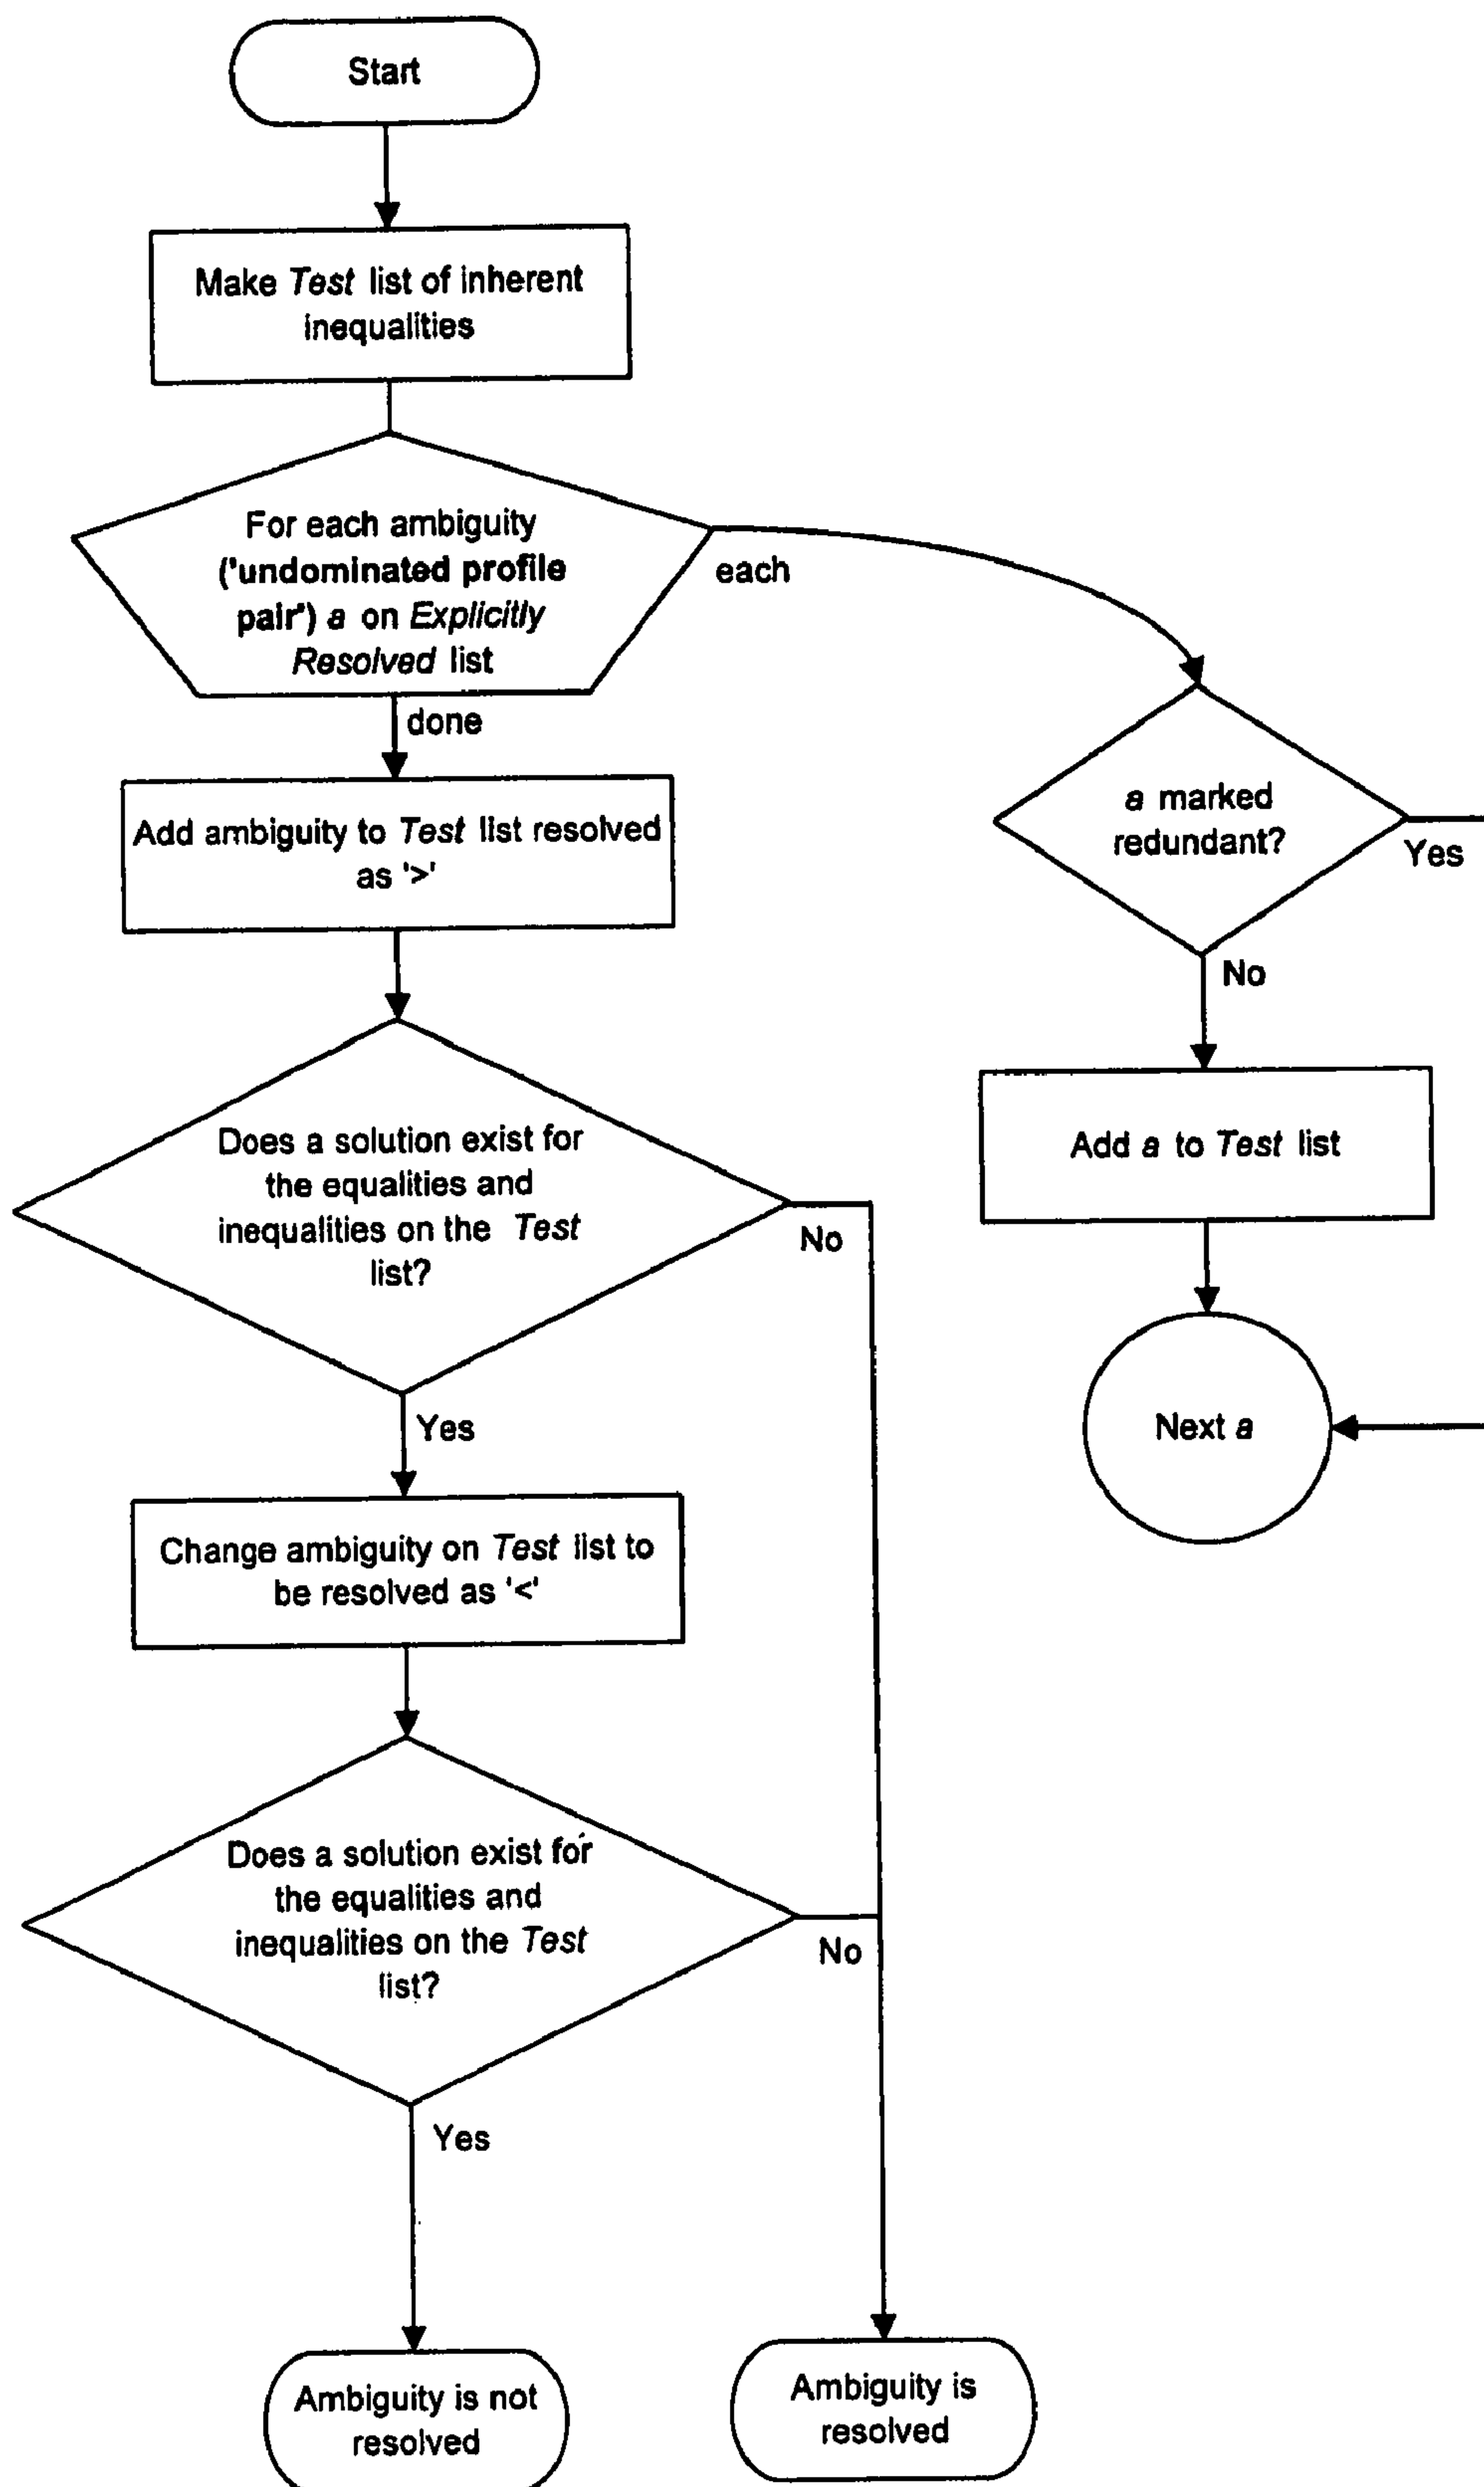 Start
Make Test list of inherent
inequalities
For each ambiguity
('undominated profile
pair') a on Explicitly
Resolved list
each
done
Add ambiguity to Test list resolved
as '>'
Does a solution exist for
the equalities and
inequalities on the Test
list?
No
Yes
Change ambiguity on Test list to
be resolved as '<'
Does a solution exist for
the equalities and
inequalities on the Test
list?
No
Yes
Ambiguity is not
resolved
Ambiguity is
resolved
a marked
redundant?
Yes
No
Add a to Test list
Next a